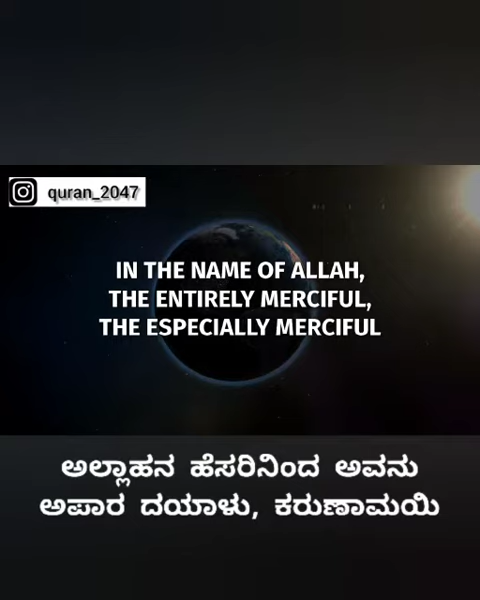 quran_2047
IN THE NAME OF ALLAH,
THE ENTIRELY MERCIFUL,
THE ESPECIALLY MERCIFUL
ಅಲ್ಲಾಹನ ಹೆಸರಿನಿಂದ ಅವನು
ಅಪಾರ ದಯಾಳು, ಕರುಣಾಮಯಿ